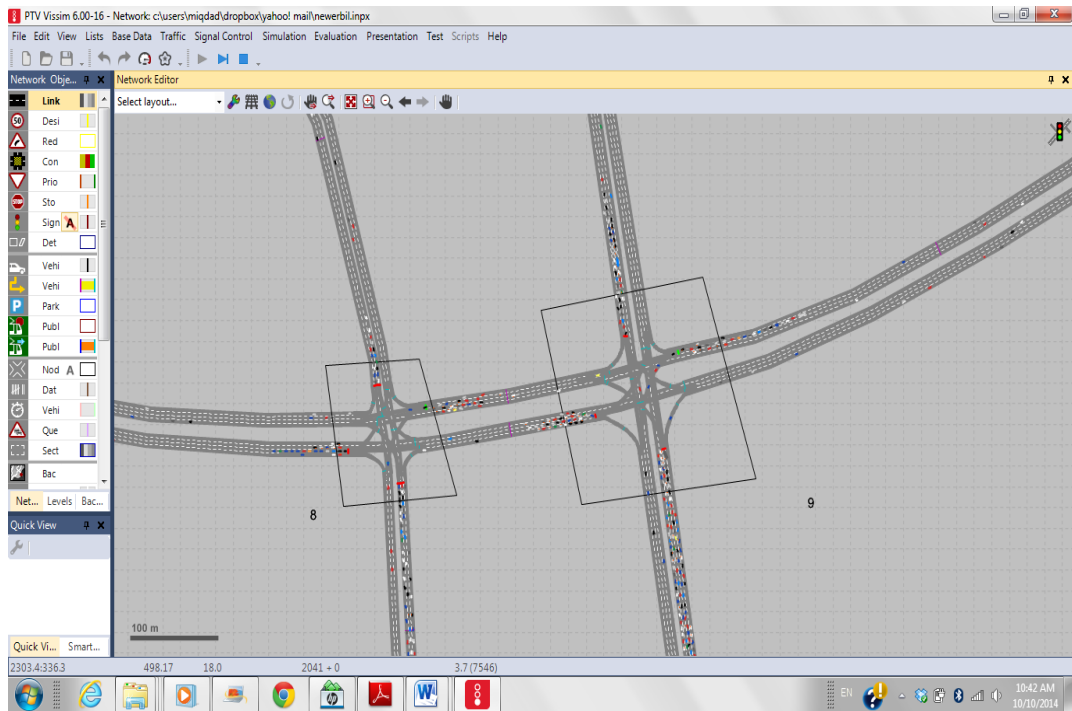 PTV Vissim 6.00-16 - Network: c:\users\miqdad\dropbox\yahoo! mail\newerbil.inpx
File Edit View Lists Base Data Traffic Signal Control Simulation Evaluation Presentation Test Scripts Help
Network Obje...
Network Editor
Link
Select layout...
50 Desi
Red
Con
Prio
STOP Sto
Sign A
Det
Vehi
Vehi
P Park
Publ
Publ
Nod A
Dat
Vehi
Que
Sect
Bac
Net... Levels Bac...
Quick View
8
9
100 m
Quick Vi... Smart...
2303.4:336.3 498.17 18.0 2041 + 0 3.7 (7546)
EN
10:42 AM
10/10/2014